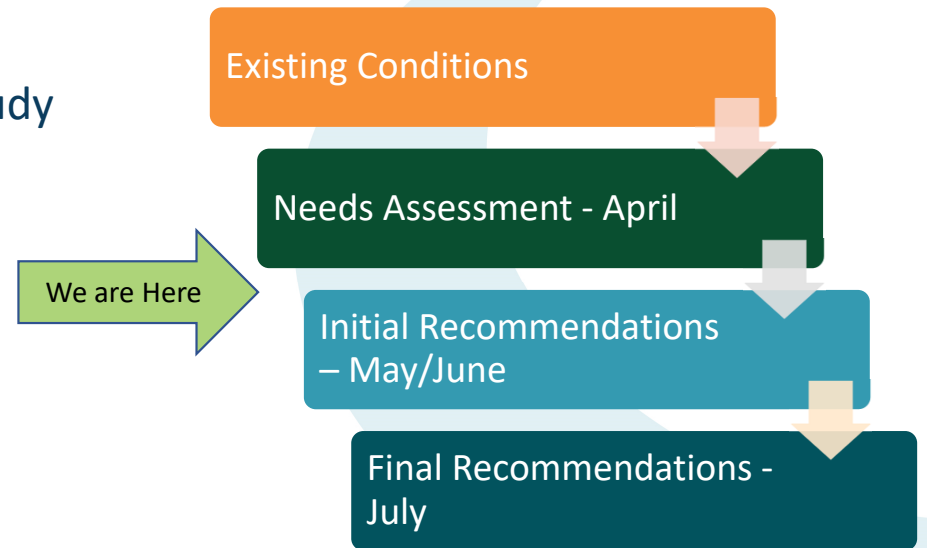 Existing Conditions
udy
Needs Assessment - April
We are Here
Initial Recommendations
– May/June
Final Recommendations -
July